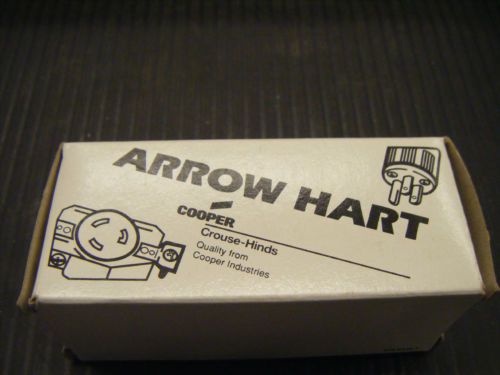 ARROW HART
COOPER
Crouse-Hinds
Quality from
Cooper Industries